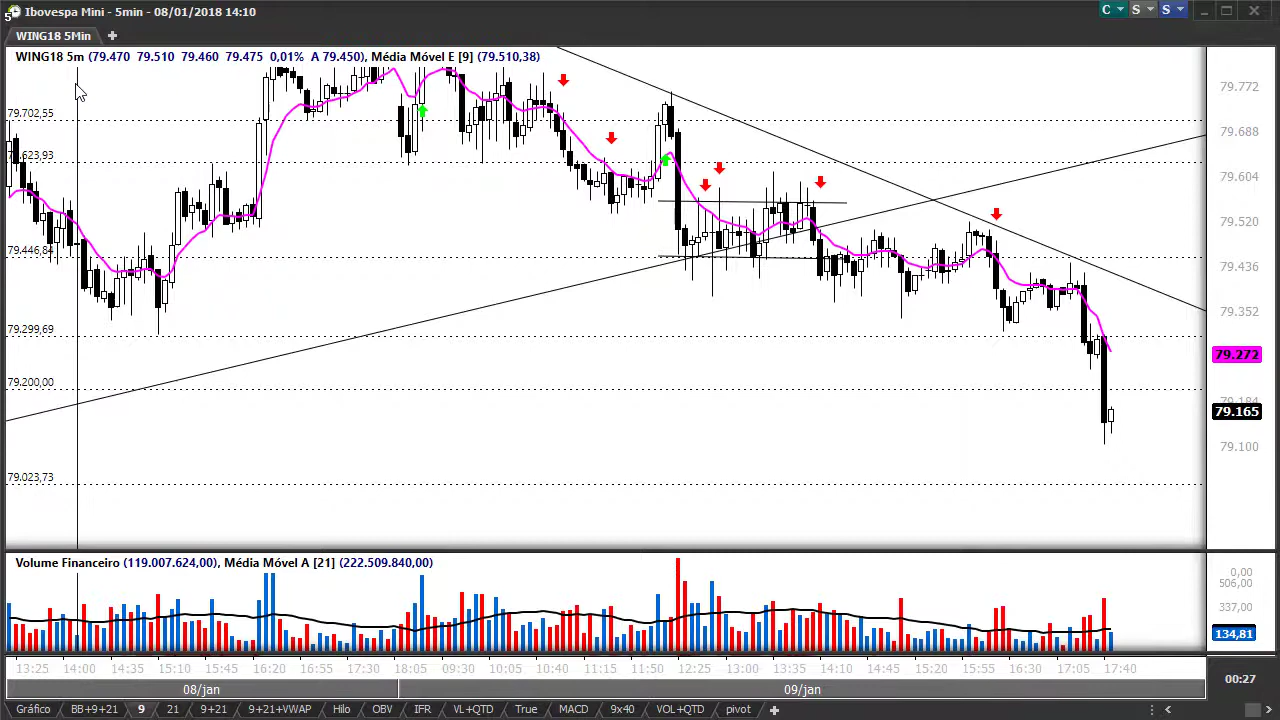 Ibovespa Mini - 5min - 08/01/2018 14:10
C S S
WING18 5Min
WING18 5m (79.470 79.510 79.460 79.475 0,01% A 79.450), Média Móvel E [9] (79.510,38)
79.772
79.702,55
79.688
79.623,93
79.604
79.520
79.446,84
79.436
79.352
79.299,69
79.272
79.200,00
79.184
79.165
79.100
79.023,73
Volume Financeiro (119.007.624,00), Média Móvel A [21] (222.509.840,00)
0,00
506,00
337,00
134,81
13:25 14:00 14:35 15:10 15:45 16:20 16:55 17:30 18:05 09:30 10:05 10:40 11:15 11:50 12:25 13:00 13:35 14:10 14:45 15:20 15:55 16:30 17:05 17:40
00:27
08/jan 09/jan
Gráfico BB+9+21 9 21 9+21 9+21+VWAP Hilo OBV IFR VL+QTD True MACD 9x40 VOL+QTD pivot